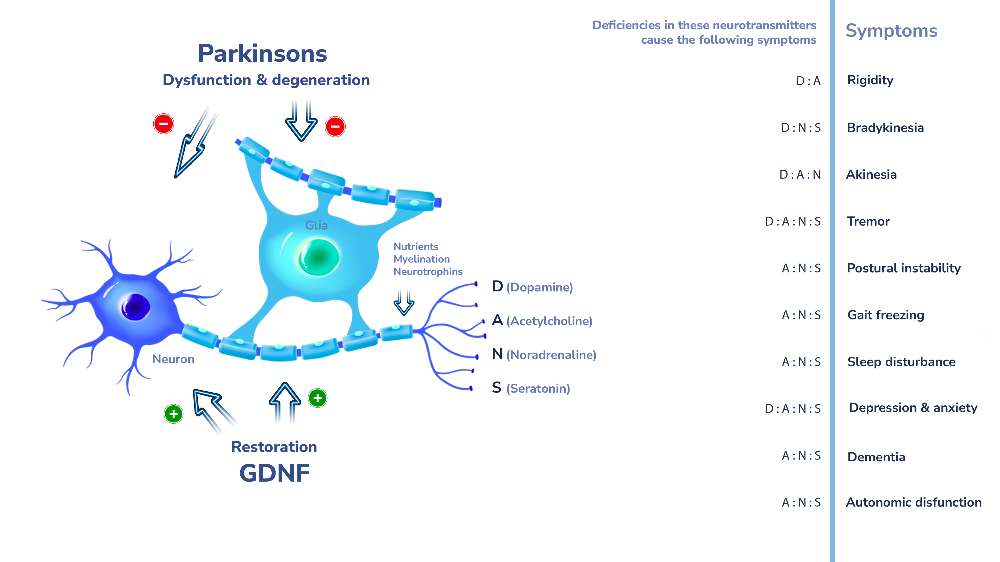 Parkinsons
Dysfunction & degeneration
Glia
Nutrients
Myelination
Neurotrophins
Neuron
D (Dopamine)
A (Acetylcholine)
N (Noradrenaline)
S (Seratonin)
Restoration
GDNF
Deficiencies in these neurotransmitters
cause the following symptoms
Symptoms
D : A Rigidity
D : N : S Bradykinesia
D : A : N Akinesia
D : A : N : S Tremor
A : N : S Postural instability
A : N : S Gait freezing
A : N : S Sleep disturbance
D : A : N : S Depression & anxiety
A : N : S Dementia
A : N : S Autonomic disfunction